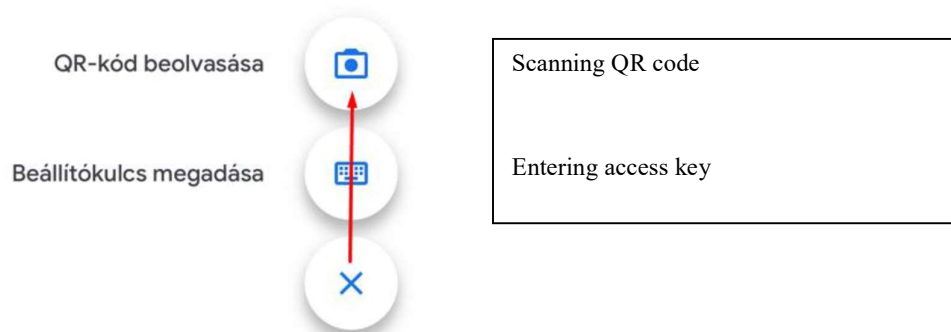 QR-kód beolvasása
Scanning QR code
Beállítókulcs megadása
Entering access key